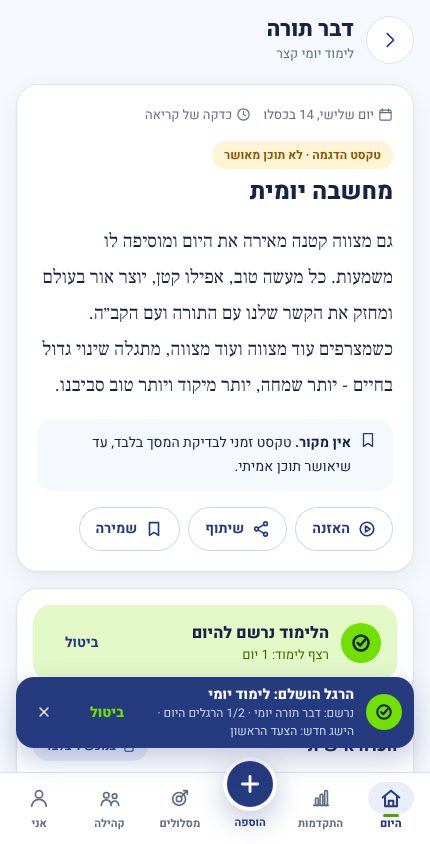 דבר תורה
לימוד יומי קצר
יום שלישי, 14 בכסלו
כדקה של קריאה
טקסט הדגמה · לא תוכן מאושר
מחשבה יומית
גם מצווה קטנה מאירה את היום ומוסיפה לו
משמעות. כל מעשה טוב, אפילו קטן, יוצר אור בעולם
ומחזק את הקשר שלנו עם התורה ועם הקב״ה.
כשמצרפים עוד מצווה ועוד מצווה, מתגלה שינוי גדול
בחיים - יותר שמחה, יותר מיקוד ויותר טוב סביבנו.
אין מקור. טקסט זמני לבדיקת המסך בלבד, עד
שיאושר תוכן אמיתי.
האזנה
שיתוף
שמירה
הלימוד נרשם להיום
רצף לימוד: 1 יום
ביטול
הרגל הושלם: לימוד יומי
נרשם: דבר תורה יומי · 1/2 הרגלים היום ·
הישג חדש: הצעד הראשון
ביטול
היום
התקדמות
הוספה
מסלולים
קהילה
אני